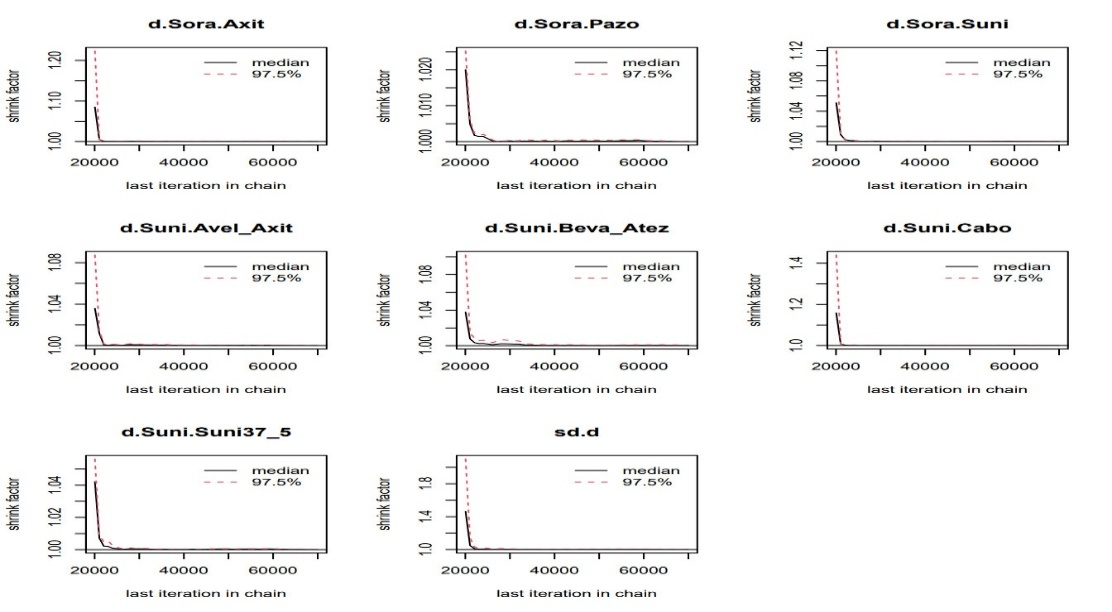 d.Sora.Axit
shrink factor
1.00 1.10 1.20
median
97.5%
20000 40000 60000
last iteration in chain
d.Sora.Pazo
shrink factor
1.000 1.010 1.020
median
97.5%
20000 40000 60000
last iteration in chain
d.Sora.Suni
shrink factor
1.00 1.04 1.08 1.12
median
97.5%
20000 40000 60000
last iteration in chain
d.Suni.Avel_Axit
shrink factor
1.00 1.04 1.08
median
97.5%
20000 40000 60000
last iteration in chain
d.Suni.Beva_Atez
shrink factor
1.00 1.04 1.08
median
97.5%
20000 40000 60000
last iteration in chain
d.Suni.Cabo
shrink factor
1.0 1.2 1.4
median
97.5%
20000 40000 60000
last iteration in chain
d.Suni.Suni37_5
shrink factor
1.00 1.02 1.04
median
97.5%
20000 40000 60000
last iteration in chain
sd.d
shrink factor
1.0 1.4 1.8
median
97.5%
20000 40000 60000
last iteration in chain